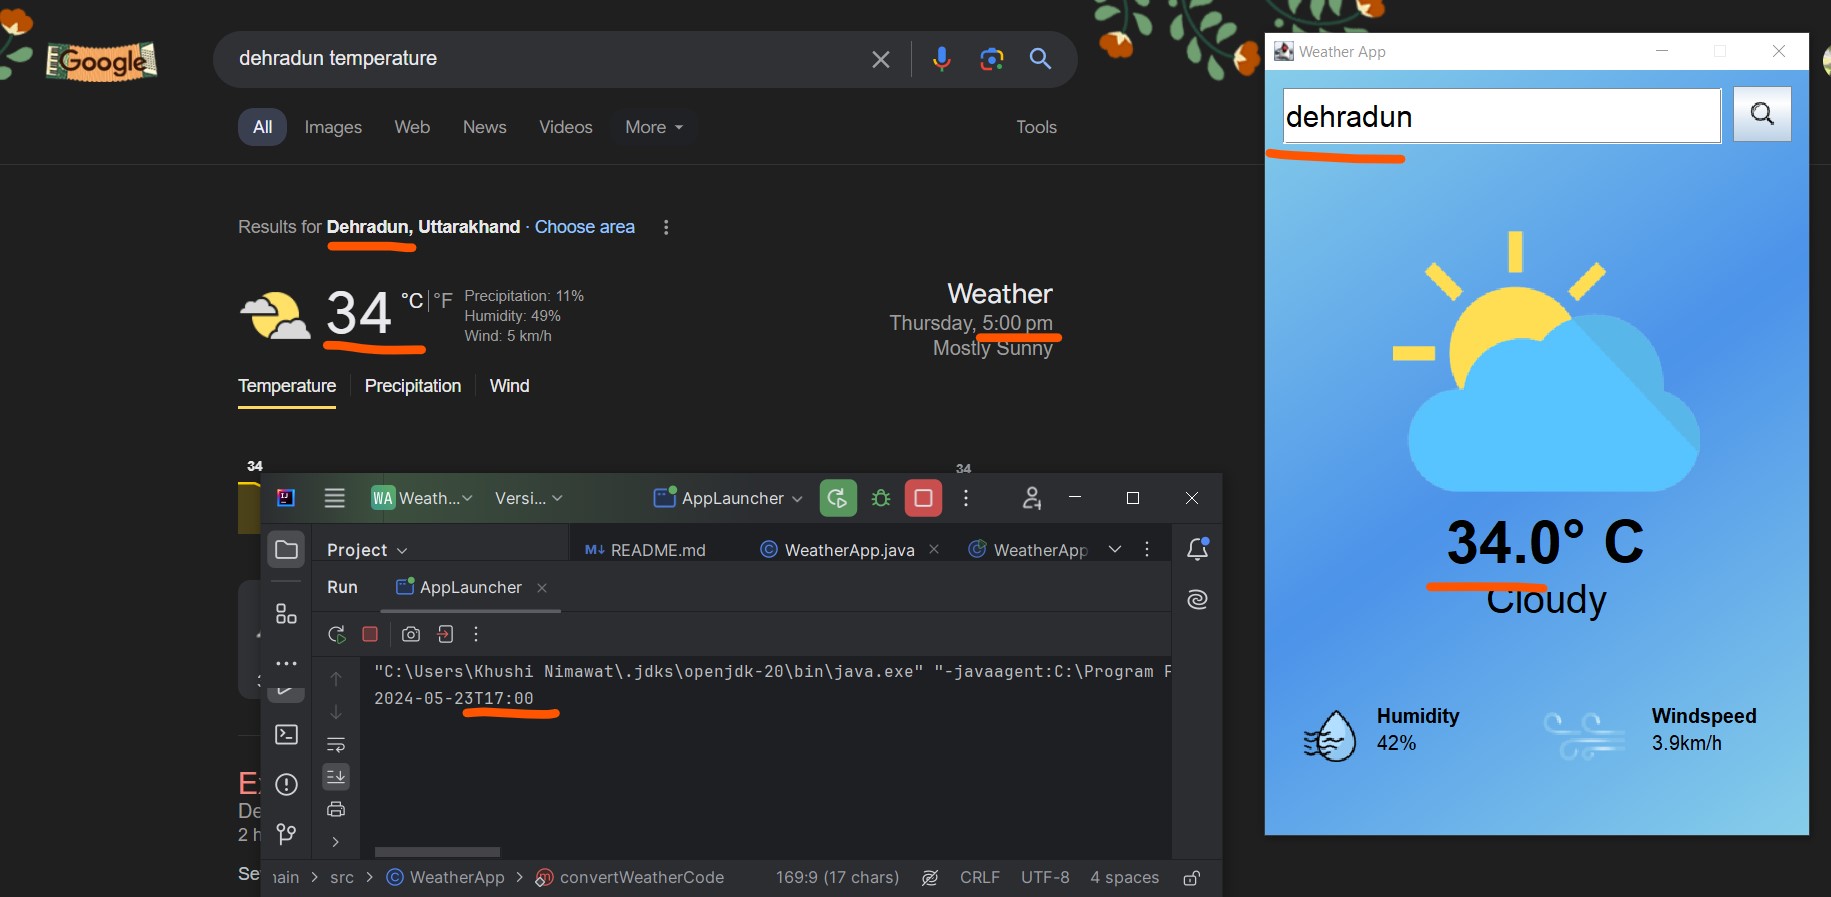 Google
dehradun temperature
All Images Web News Videos More Tools
Results for Dehradun, Uttarakhand · Choose area
34 °C | °F
Precipitation: 11%
Humidity: 49%
Wind: 5 km/h
Weather
Thursday, 5:00 pm
Mostly Sunny
Temperature Precipitation Wind
34
34
WA Weath... Versi... AppLauncher
Project README.md WeatherApp.java WeatherApp
Run AppLauncher
"C:\Users\Khushi Nimawat\.jdks\openjdk-20\bin\java.exe" "-javaagent:C:\Program F
2024-05-23T17:00
De
2 h
Se
src > WeatherApp > convertWeatherCode 169:9 (17 chars) CRLF UTF-8 4 spaces
Weather App
dehradun
34.0° C
Cloudy
Humidity
42%
Windspeed
3.9km/h